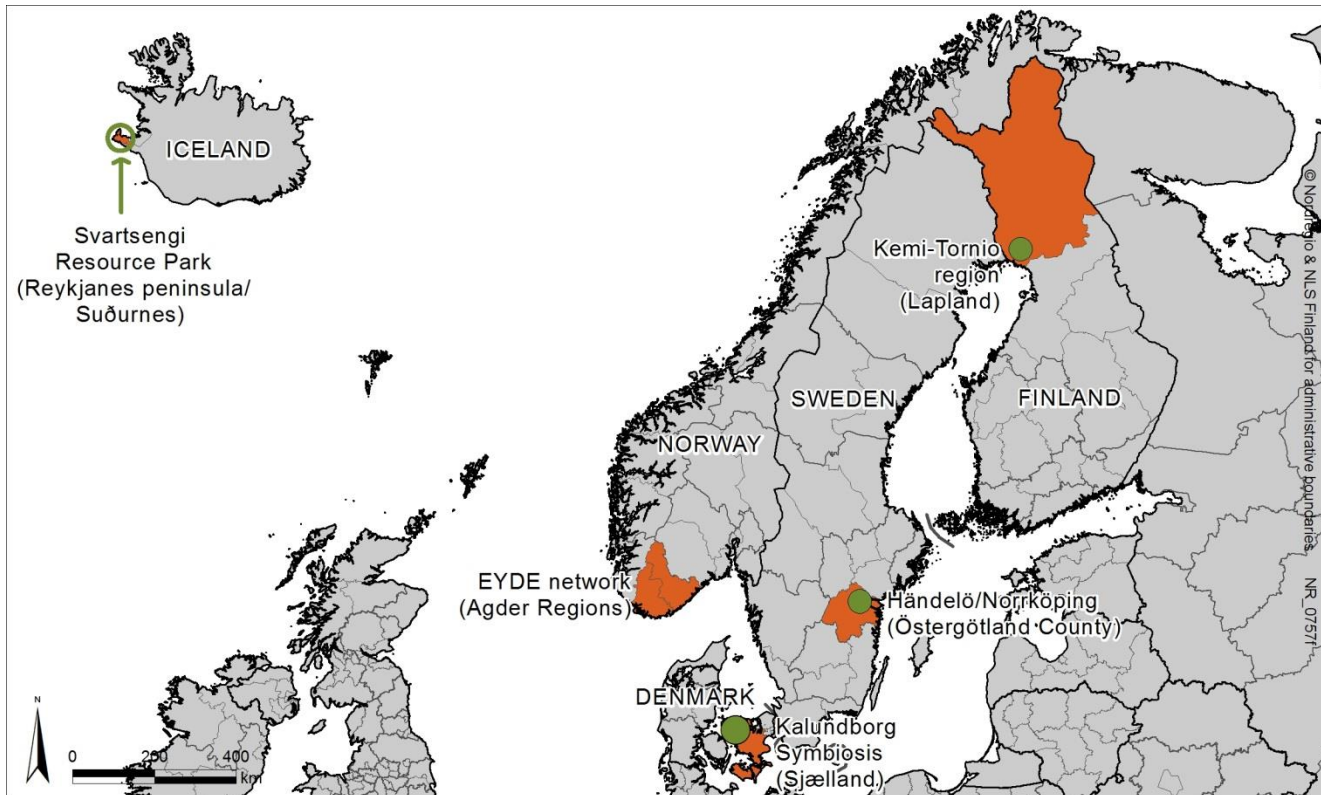 ICELAND
Svartsengi
Resource Park
(Reykjanes peninsula/
Suðurnes)
Kemi-Tornio
region
(Lapland)
SWEDEN
FINLAND
NORWAY
EYDE network
(Agder Regions)
Händelö/Norrköping
(Östergötland County)
DENMARK
Kalundborg
Symbiosis
(Sjælland)
N
0 200 400
km
© Nordregio & NLS Finland for administrative boundaries NR_0757f